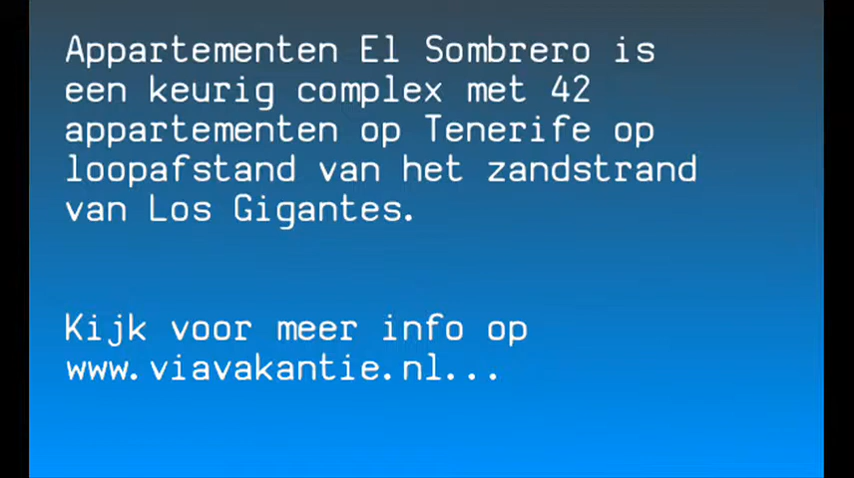 Appartementen El Sombrero is
een keurig complex met 42
appartementen op Tenerife op
loopafstand van het zandstrand
van Los Gigantes.
Kijk voor meer info op
www.viavakantie.nl...